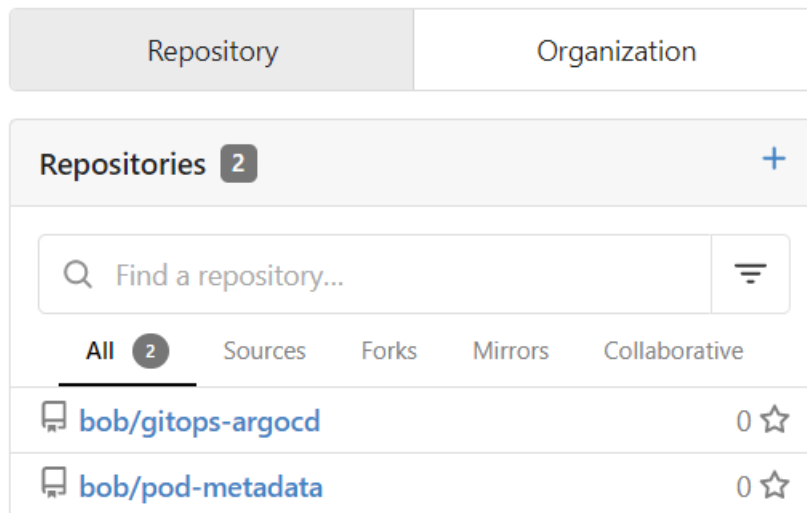 Repository Organization
Repositories 2
Find a repository...
All 2 Sources Forks Mirrors Collaborative
bob/gitops-argocd 0
bob/pod-metadata 0